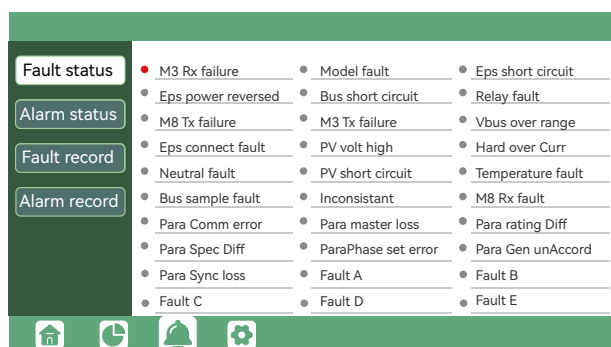 Fault status
Alarm status
Fault record
Alarm record
M3 Rx failure Model fault Eps short circuit
Eps power reversed Bus short circuit Relay fault
M8 Tx failure M3 Tx failure Vbus over range
Eps connect fault PV volt high Hard over Curr
Neutral fault PV short circuit Temperature fault
Bus sample fault Inconsistant M8 Rx fault
Para Comm error Para master loss Para rating Diff
Para Spec Diff ParaPhase set error Para Gen unAccord
Para Sync loss Fault A Fault B
Fault C Fault D Fault E